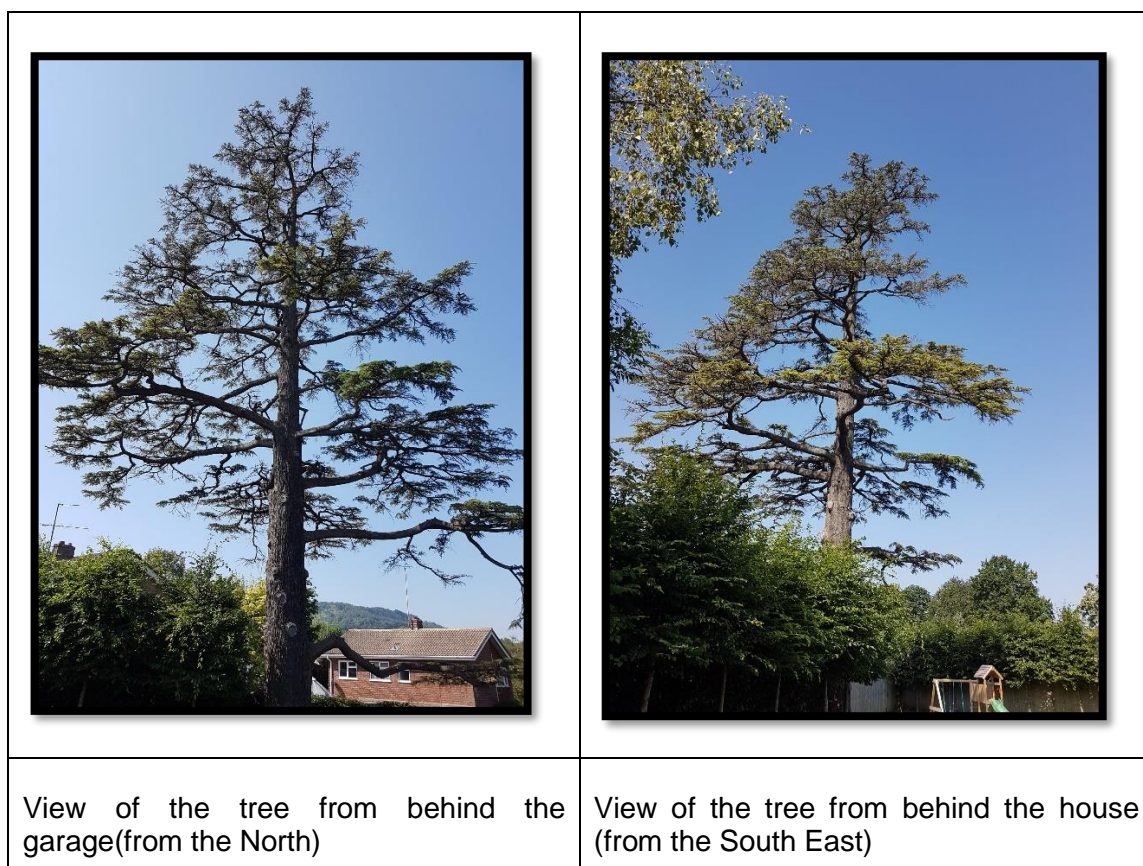 View of the tree from behind the
garage(from the North)
View of the tree from behind the house
(from the South East)